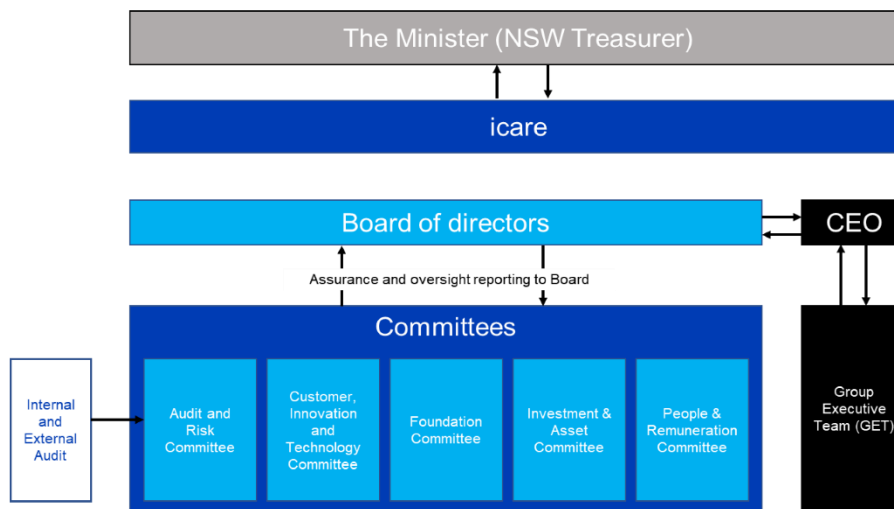 The Minister (NSW Treasurer)
icare
Board of directors
CEO
Assurance and oversight reporting to Board
Committees
Internal
and
External
Audit
Audit and
Risk
Committee
Customer,
Innovation
and
Technology
Committee
Foundation
Committee
Investment &
Asset
Committee
People &
Remuneration
Committee
Group
Executive
Team (GET)